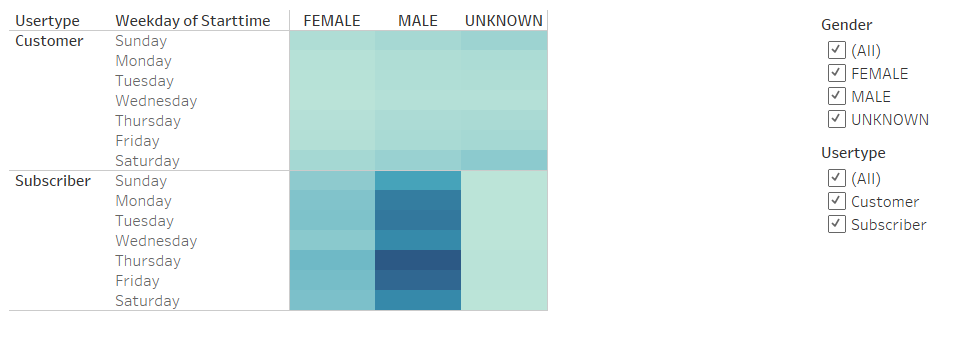 Usertype Weekday of Starttime FEMALE MALE UNKNOWN
Customer Sunday
Monday
Tuesday
Wednesday
Thursday
Friday
Saturday
Subscriber Sunday
Monday
Tuesday
Wednesday
Thursday
Friday
Saturday
Gender
(All)
FEMALE
MALE
UNKNOWN
Usertype
(All)
Customer
Subscriber